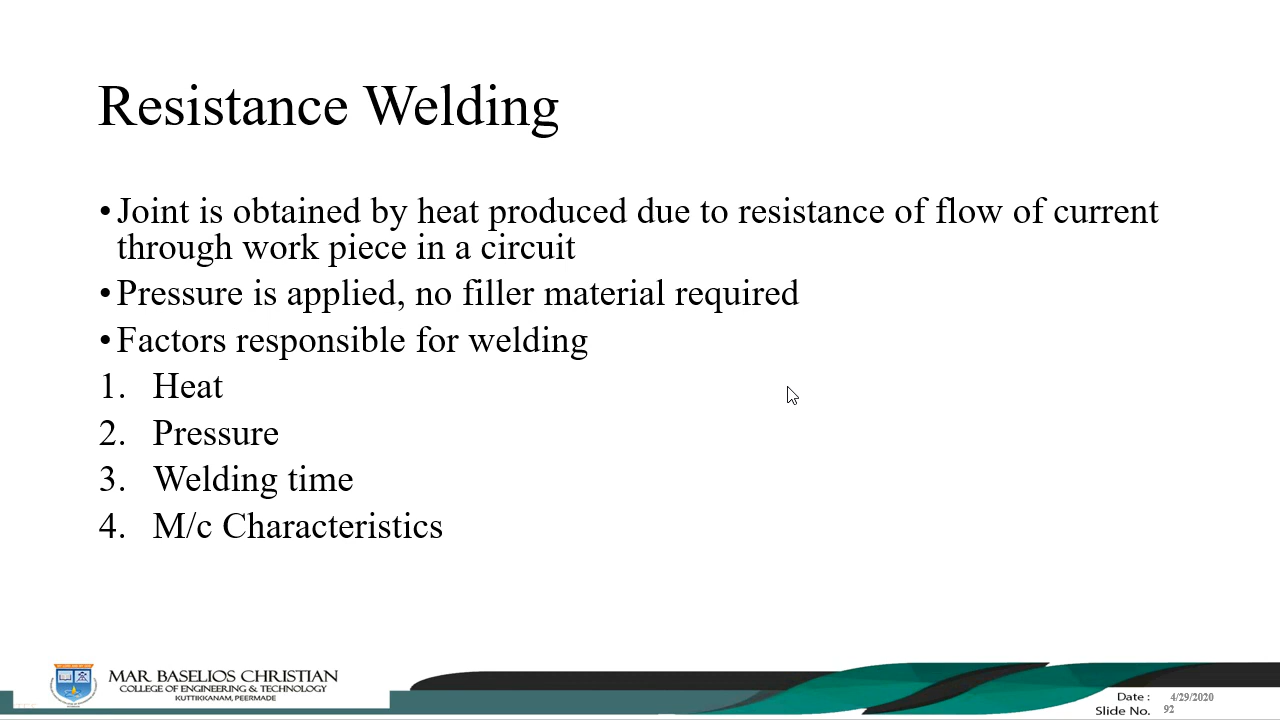 Resistance Welding
•Joint is obtained by heat produced due to resistance of flow of current
through work piece in a circuit
•Pressure is applied, no filler material required
•Factors responsible for welding
1. Heat
2. Pressure
3. Welding time
4. M/c Characteristics
MAR BASELIOS CHRISTIAN
COLLEGE OF ENGINEERING & TECHNOLOGY
KUTTIKKANAM, PEERMADE
Date : 4/29/2020
Slide No. 92